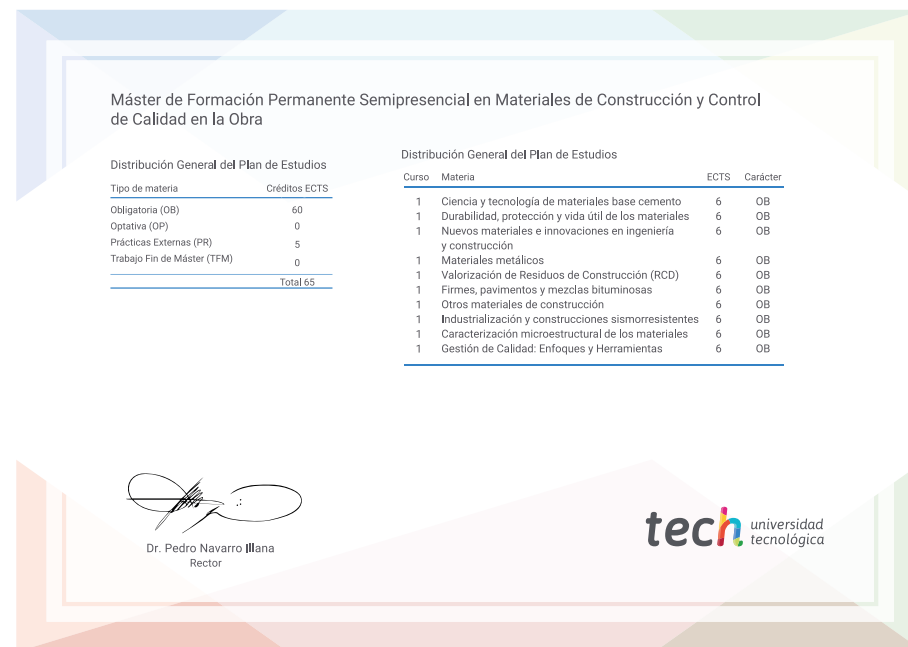 Máster de Formación Permanente Semipresencial en Materiales de Construcción y Control
de Calidad en la Obra
Distribución General del Plan de Estudios
Tipo de materia Créditos ECTS
Obligatoria (OB) 60
Optativa (OP) 0
Prácticas Externas (PR) 5
Trabajo Fin de Máster (TFM) 0
Total 65
Distribución General del Plan de Estudios
Curso Materia ECTS Carácter
1 Ciencia y tecnología de materiales base cemento 6 OB
1 Durabilidad, protección y vida útil de los materiales 6 OB
1 Nuevos materiales e innovaciones en ingeniería 6 OB
y construcción
1 Materiales metálicos 6 OB
1 Valorización de Residuos de Construcción (RCD) 6 OB
1 Firmes, pavimentos y mezclas bituminosas 6 OB
1 Otros materiales de construcción 6 OB
1 Industrialización y construcciones sismorresistentes 6 OB
1 Caracterización microestructural de los materiales 6 OB
1 Gestión de Calidad: Enfoques y Herramientas 6 OB
Dr. Pedro Navarro Illana
Rector
tech universidad
tecnológica